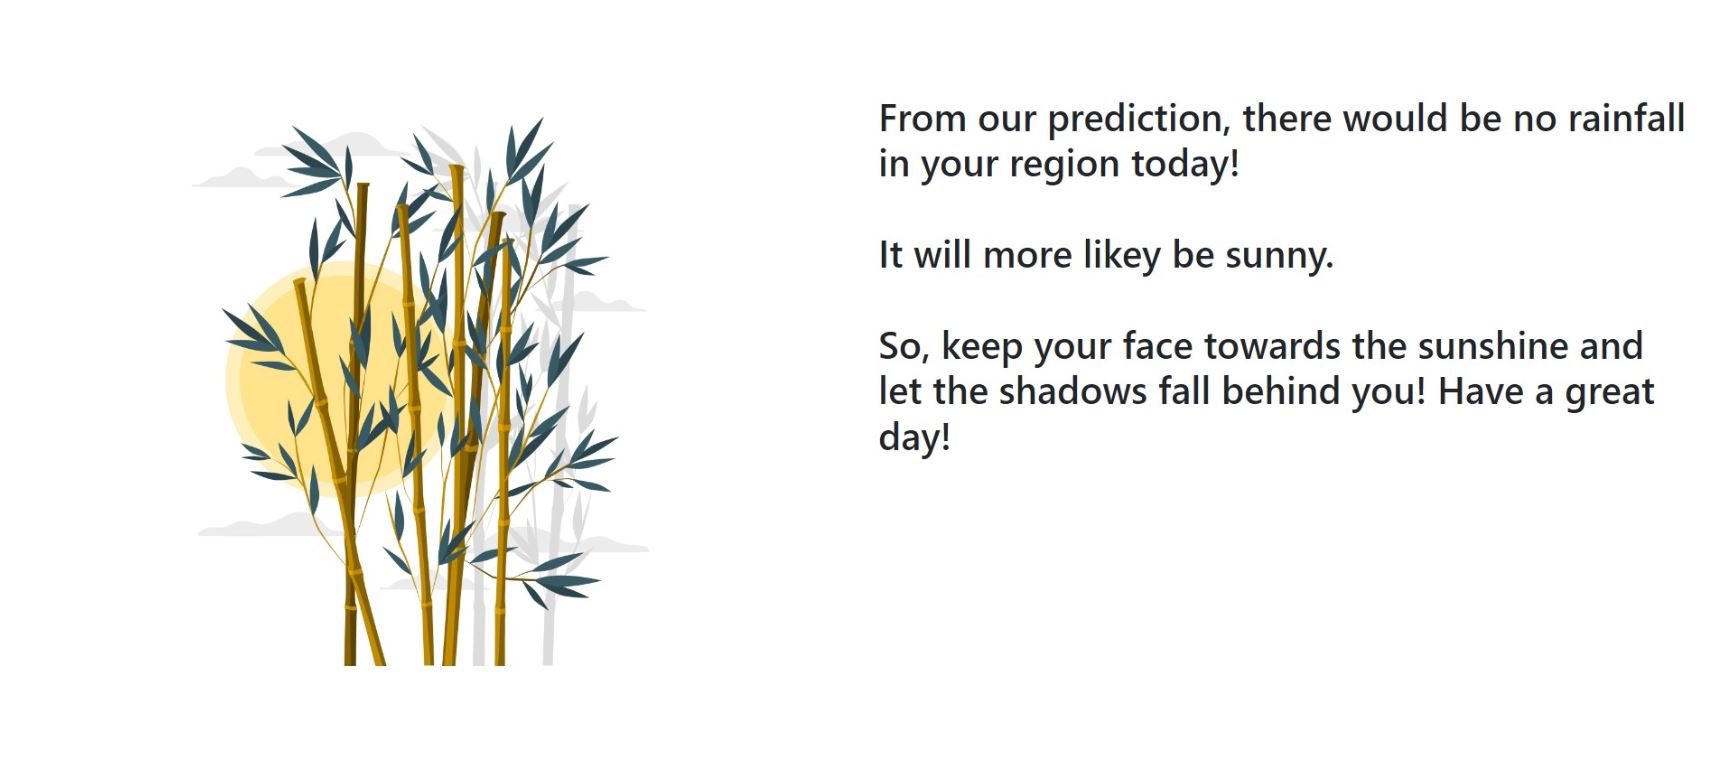 From our prediction, there would be no rainfall
in your region today!
It will more likey be sunny.
So, keep your face towards the sunshine and
let the shadows fall behind you! Have a great
day!